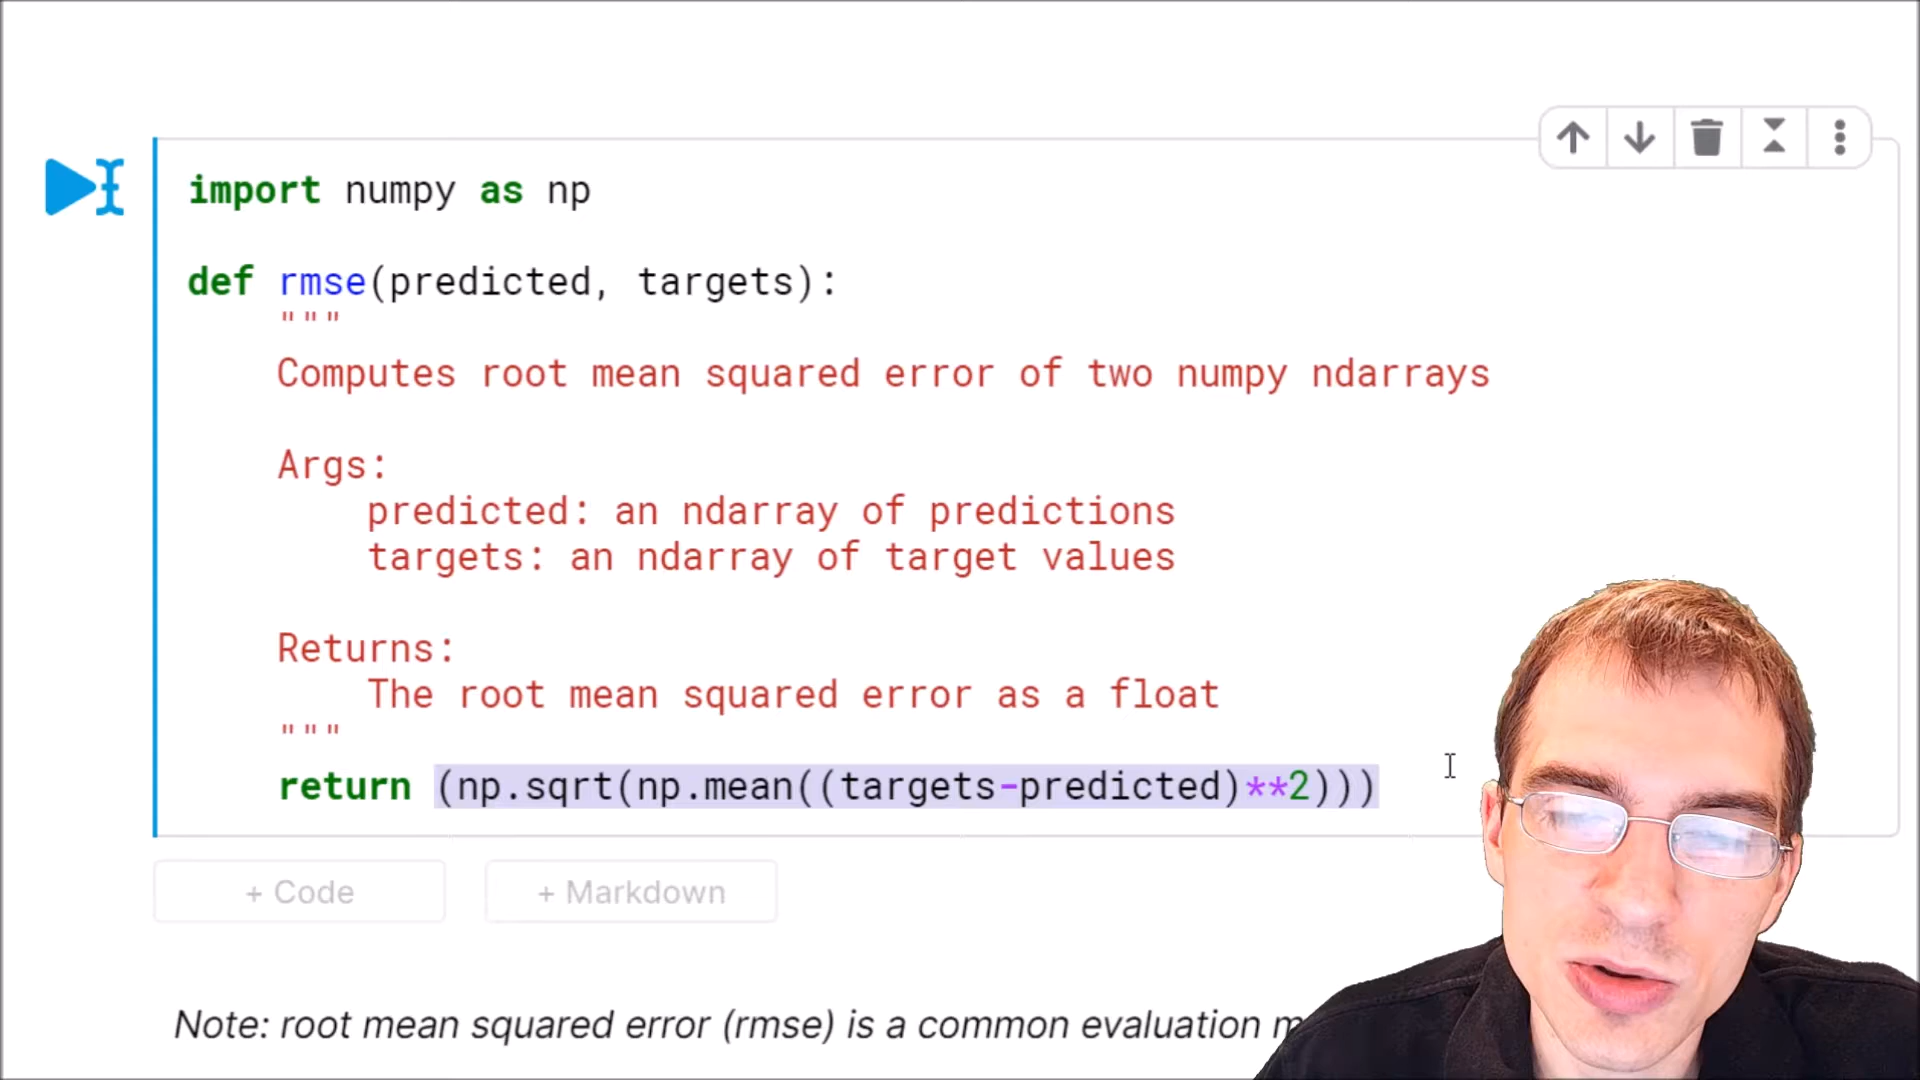 import numpy as np
def rmse(predicted, targets):
"""
Computes root mean squared error of two numpy ndarrays
Args:
predicted: an ndarray of predictions
targets: an ndarray of target values
Returns:
The root mean squared error as a float
"""
return (np.sqrt(np.mean((targets-predicted)**2)))
+ Code
+ Markdown
Note: root mean squared error (rmse) is a common evaluation